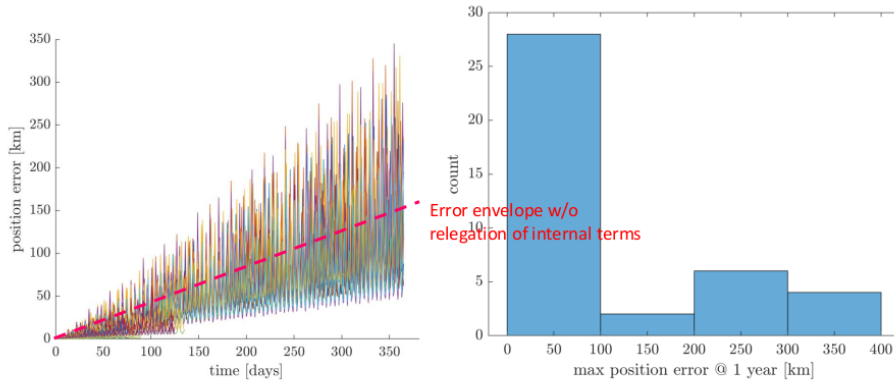 350
300
250
200
150
100
50
0
position error [km]
0 50 100 150 200 250 300 350
time [days]
Error envelope w/o
relegation of internal terms
30
25
20
15
10
5
0
count
0 50 100 150 200 250 300 350 400
max position error @ 1 year [km]